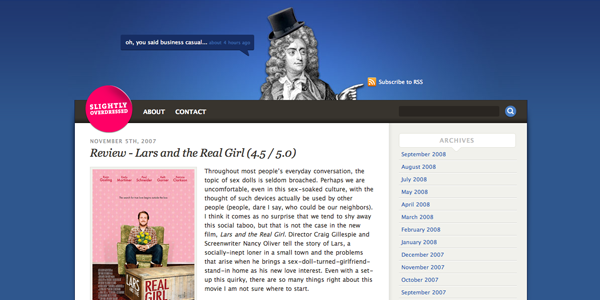 oh, you said business casual... about 4 hours ago
Subscribe to RSS
SLIGHTLY
OVERDRESSED
ABOUT
CONTACT
NOVEMBER 5TH, 2007
Review - Lars and the Real Girl (4.5 / 5.0)
Throughout most people's everyday conversation, the
topic of sex dolls is seldom broached. Perhaps we are
uncomfortable, even in this sex-soaked culture, with the
thought of such devices actually be used by other
people (people, dare I say, who could be our neighbors).
I think it comes as no surprise that we tend to shy away
this social taboo, but that is not the case in the new
film, Lars and the Real Girl. Director Craig Gillespie and
Screenwriter Nancy Oliver tell the story of Lars, a
socially-inept loner in a small town and the problems
that arise when he brings a sex-doll-turned-girlfriend-
stand-in home as his new love interest. Even with a set-
up this quirky, there are so many things right about this
movie I am not sure where to start.
LARS
REAL
GIRL
ARCHIVES
September 2008
August 2008
July 2008
May 2008
April 2008
March 2008
February 2008
January 2008
December 2007
November 2007
October 2007
September 2007